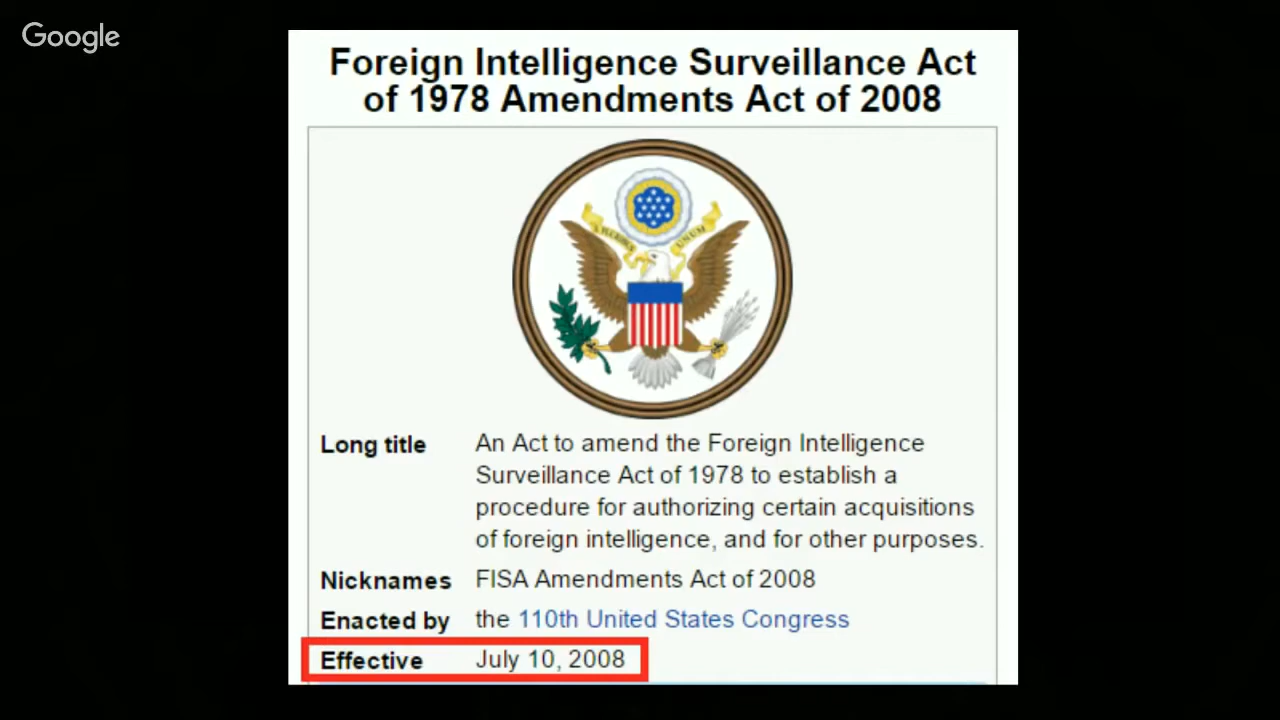 Google
Foreign Intelligence Surveillance Act
of 1978 Amendments Act of 2008
E PLURIBUS
UNUM
Long title An Act to amend the Foreign Intelligence
Surveillance Act of 1978 to establish a
procedure for authorizing certain acquisitions
of foreign intelligence, and for other purposes.
Nicknames FISA Amendments Act of 2008
Enacted by the 110th United States Congress
Effective July 10, 2008